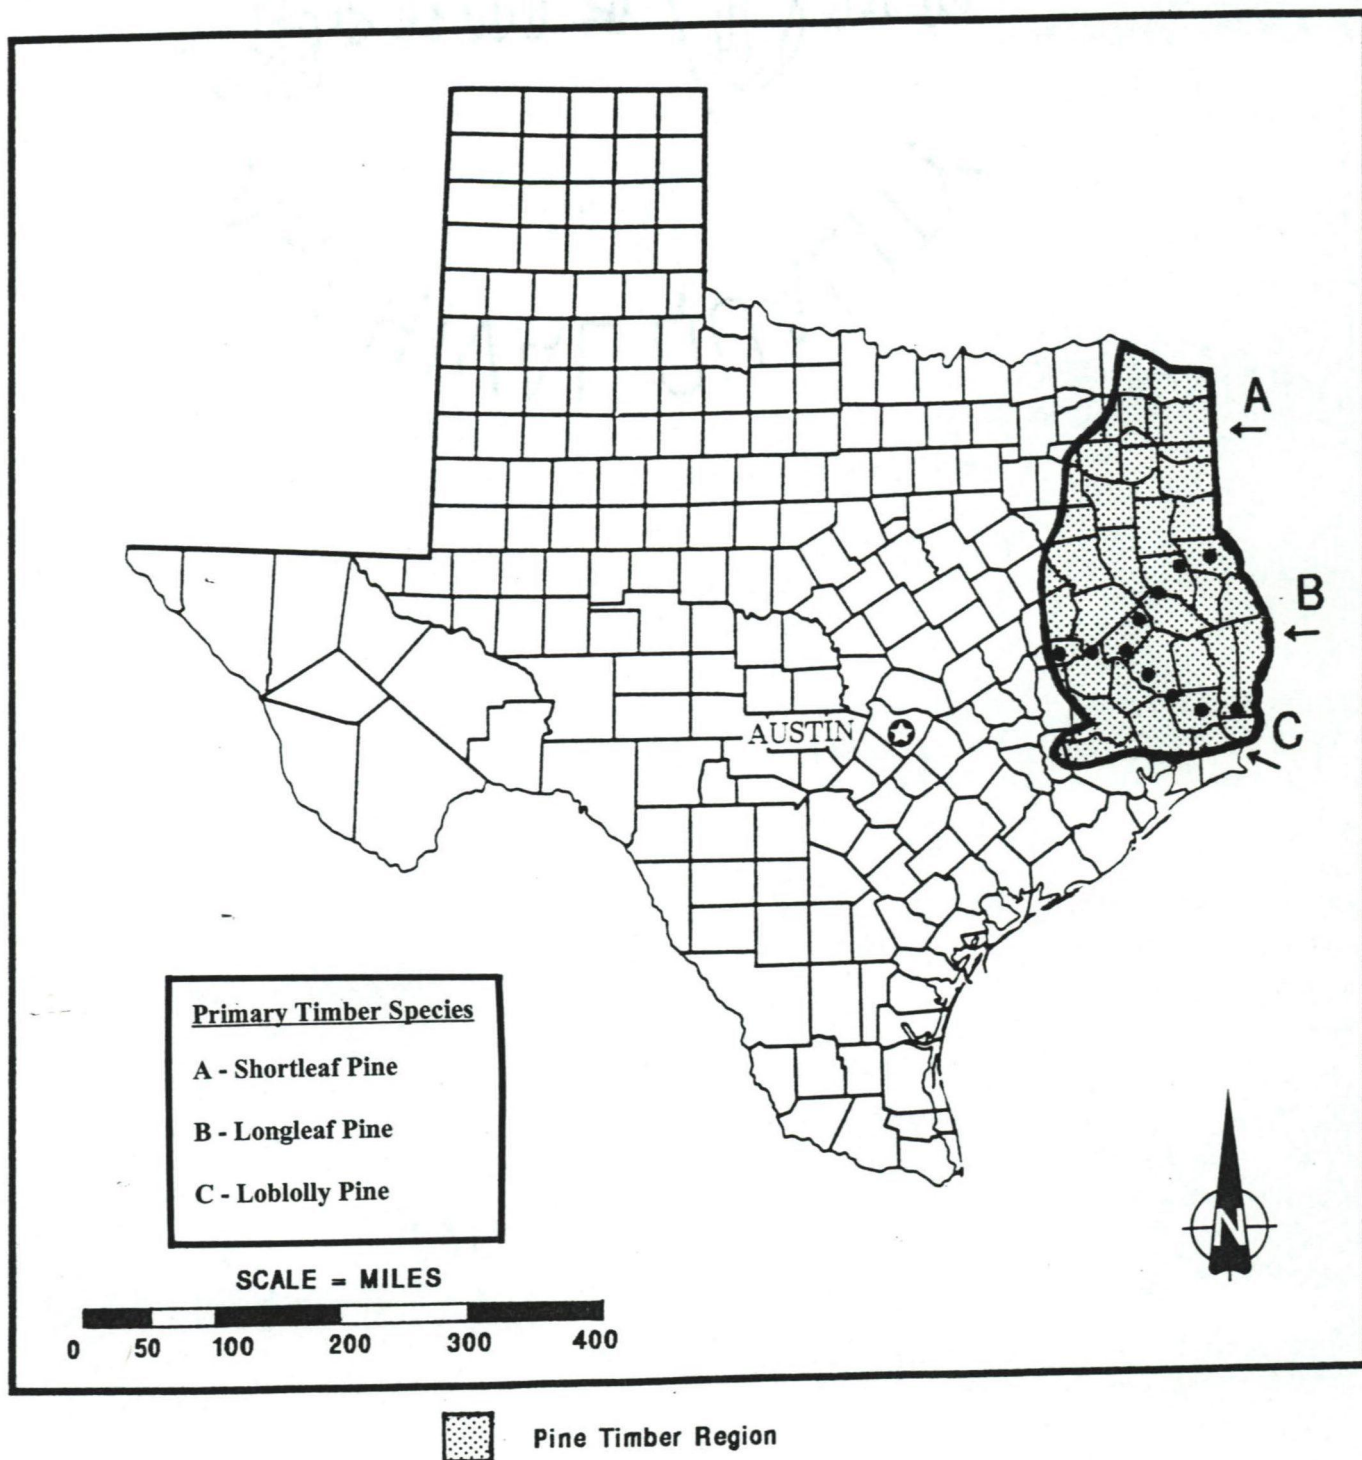 A
B
C
AUSTIN
Primary Timber Species
A - Shortleaf Pine
B - Longleaf Pine
C - Loblolly Pine
SCALE = MILES
0 50 100 200 300 400
N
Pine Timber Region